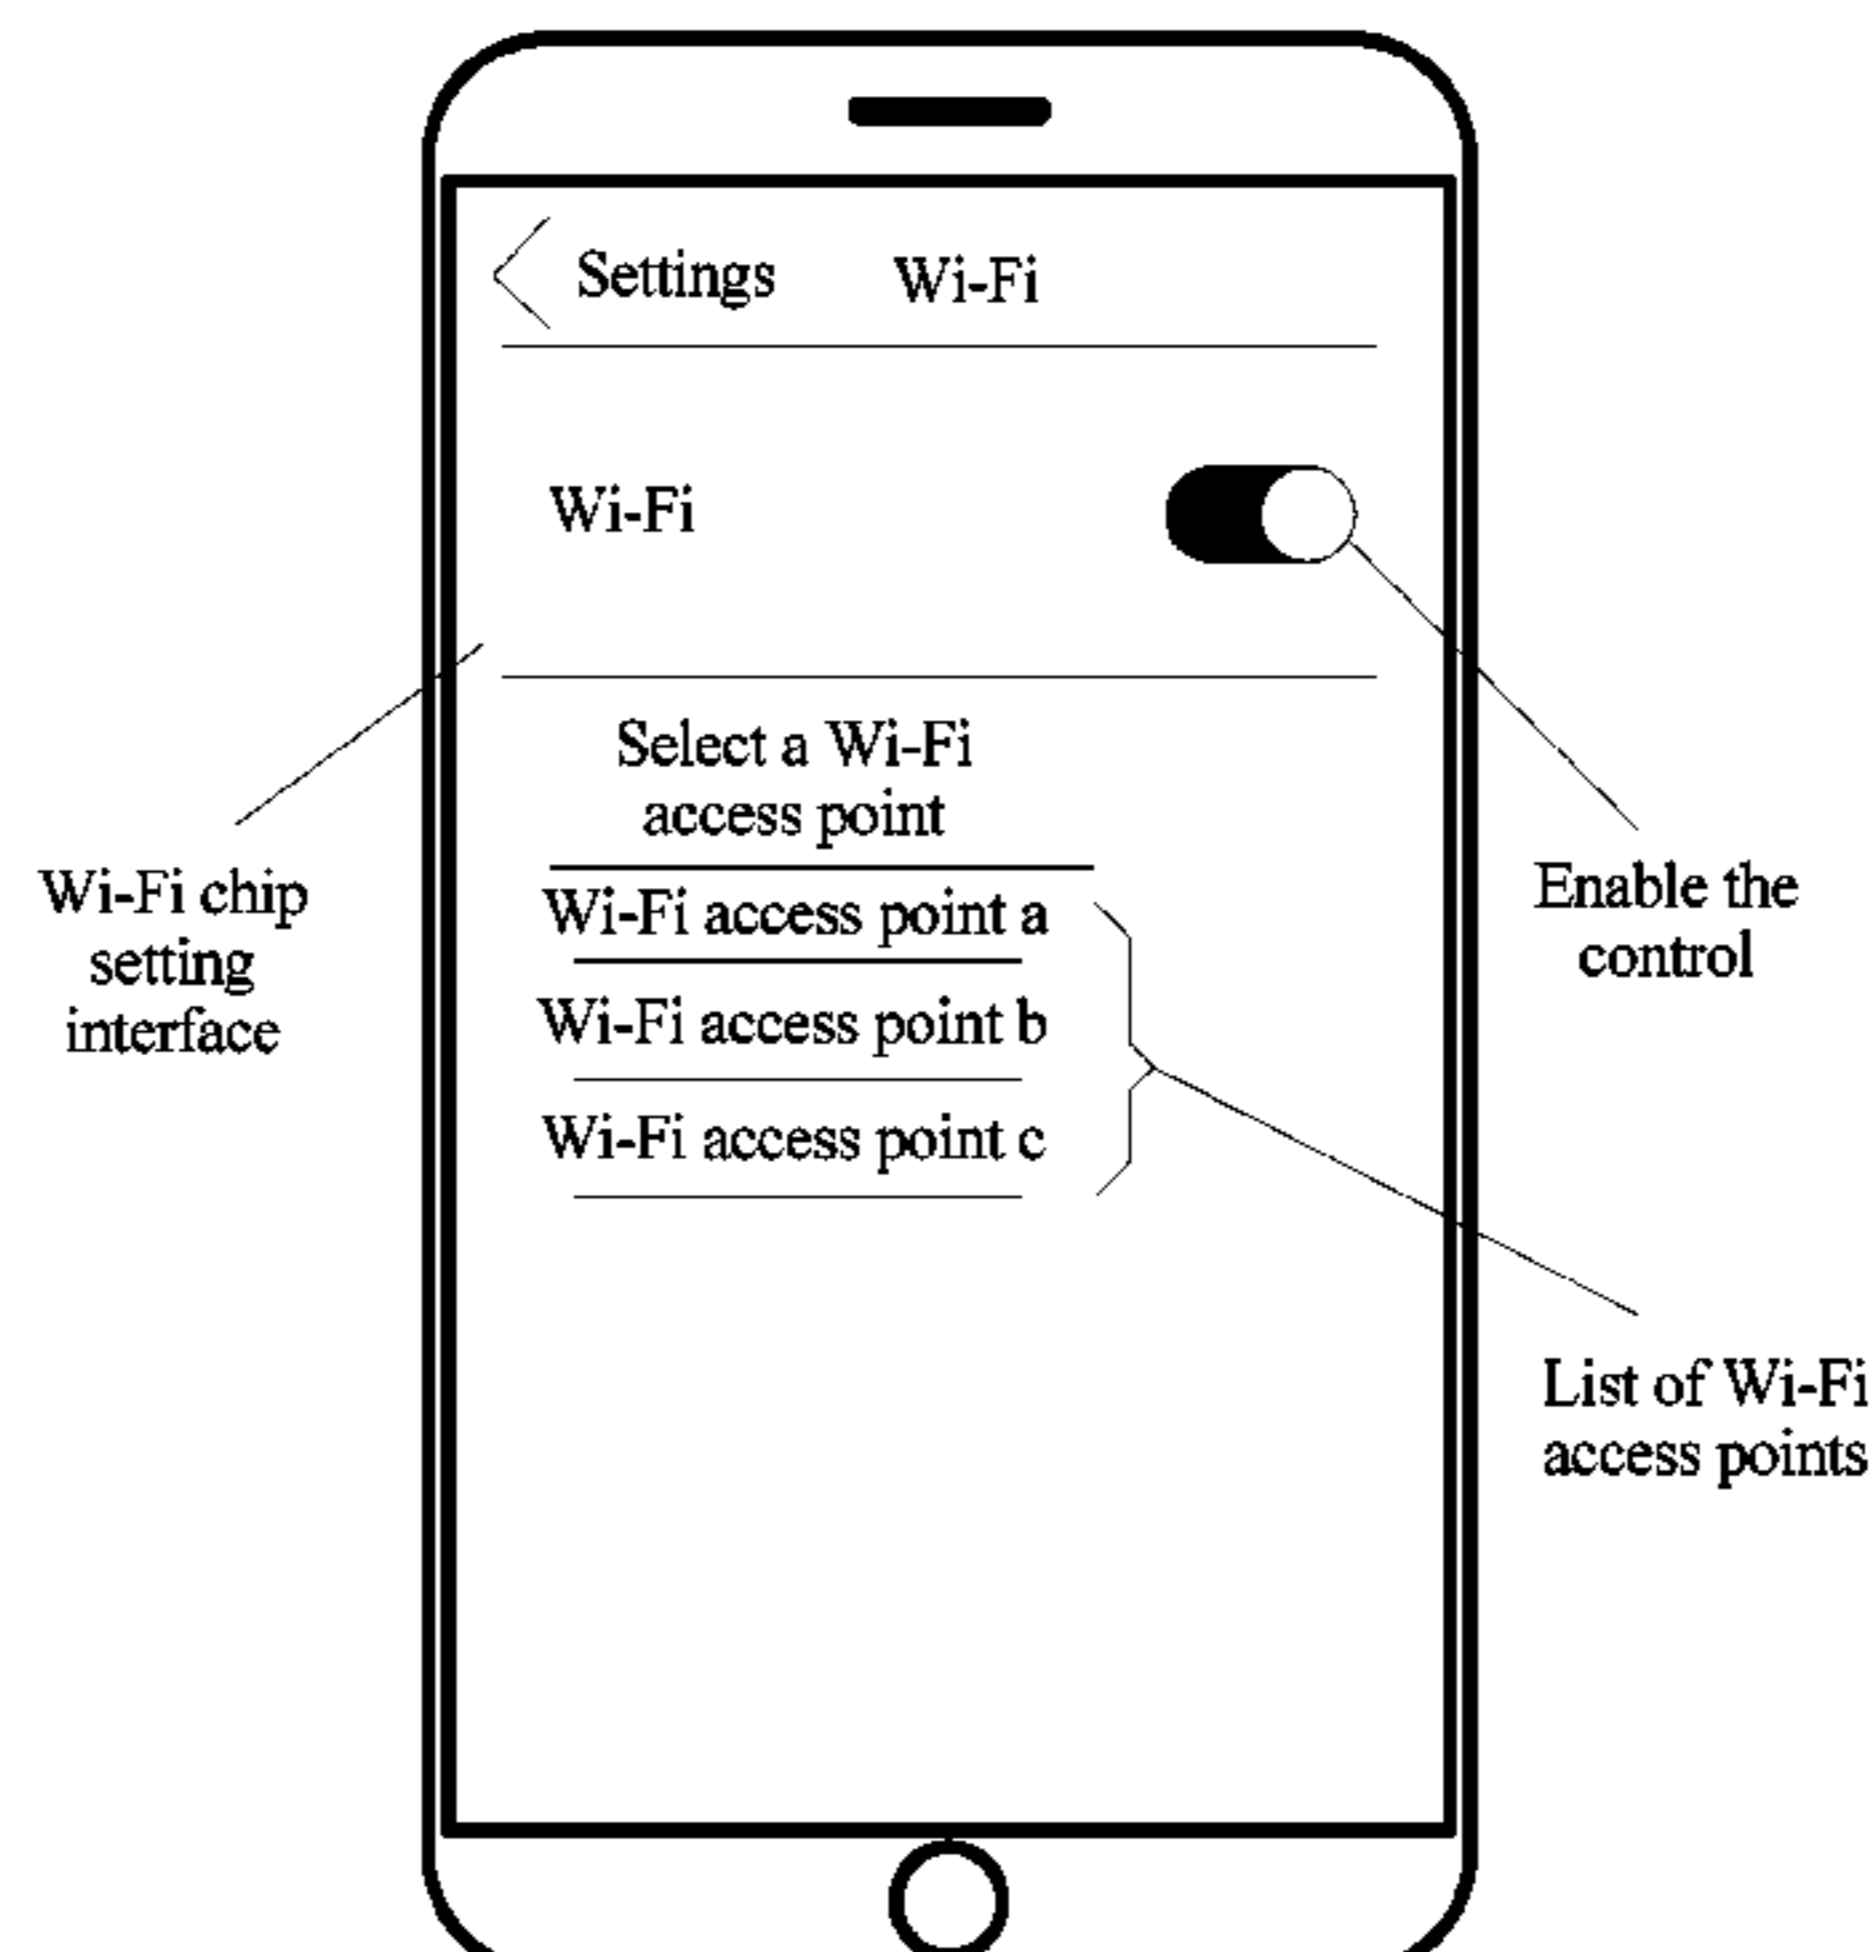 Settings Wi-Fi
Wi-Fi
Select a Wi-Fi
access point
Wi-Fi access point a
Wi-Fi access point b
Wi-Fi access point c
Wi-Fi chip
setting
interface
Enable the
control
List of Wi-Fi
access points